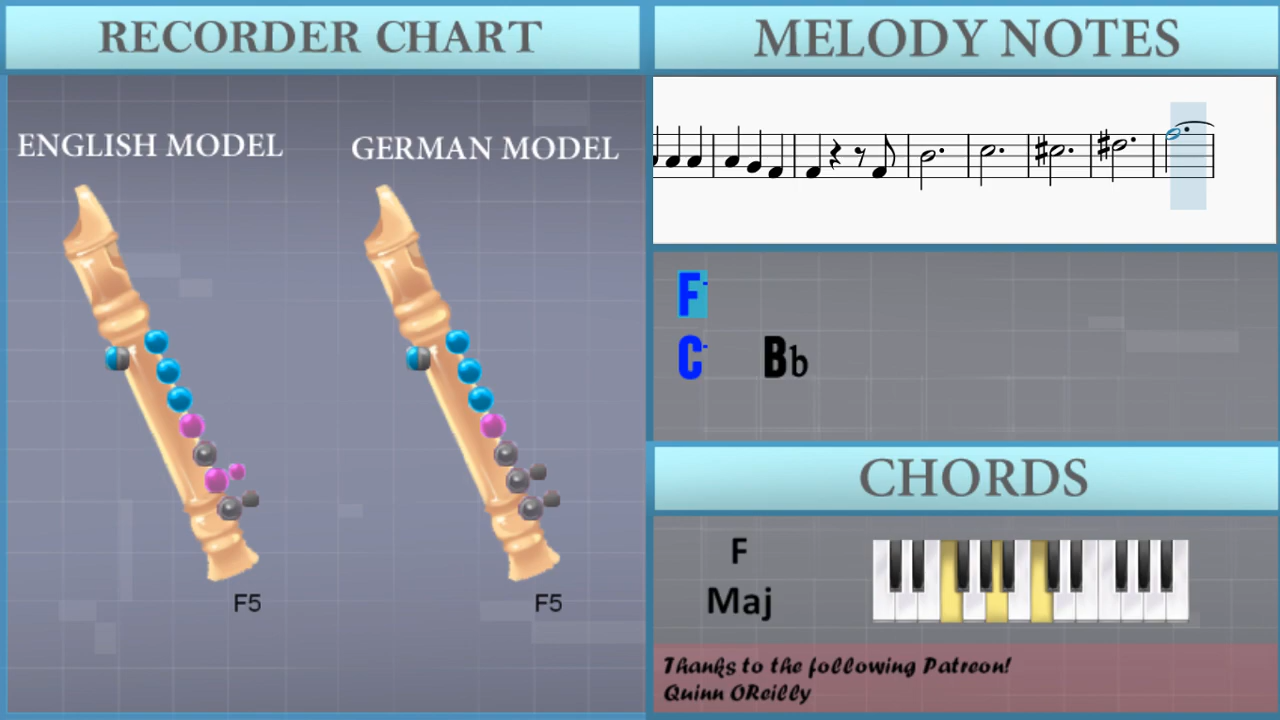 RECORDER CHART
MELODY NOTES
ENGLISH MODEL
GERMAN MODEL
F5
F5
F-
C- Bb
CHORDS
F
Maj
Thanks to the following Patreon!
Quinn OReilly